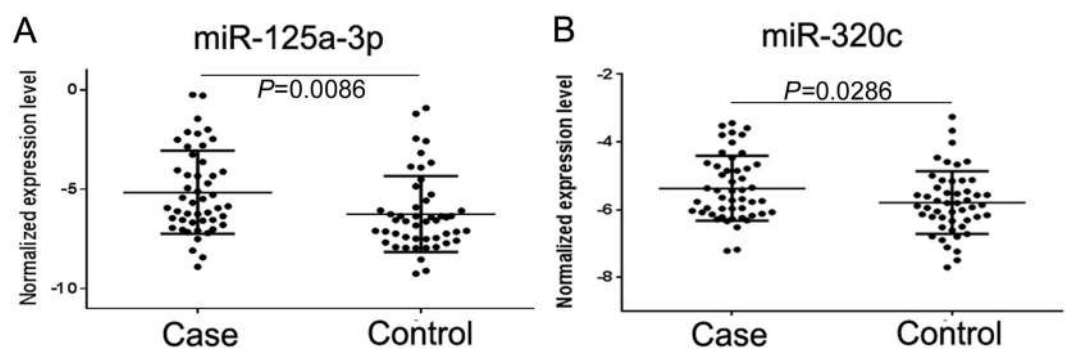 A
miR-125a-3p
Normalized expression level
0
-5
-10
P=0.0086
Case
Control
B
miR-320c
Normalized expression level
-2
-4
-6
-8
P=0.0286
Case
Control